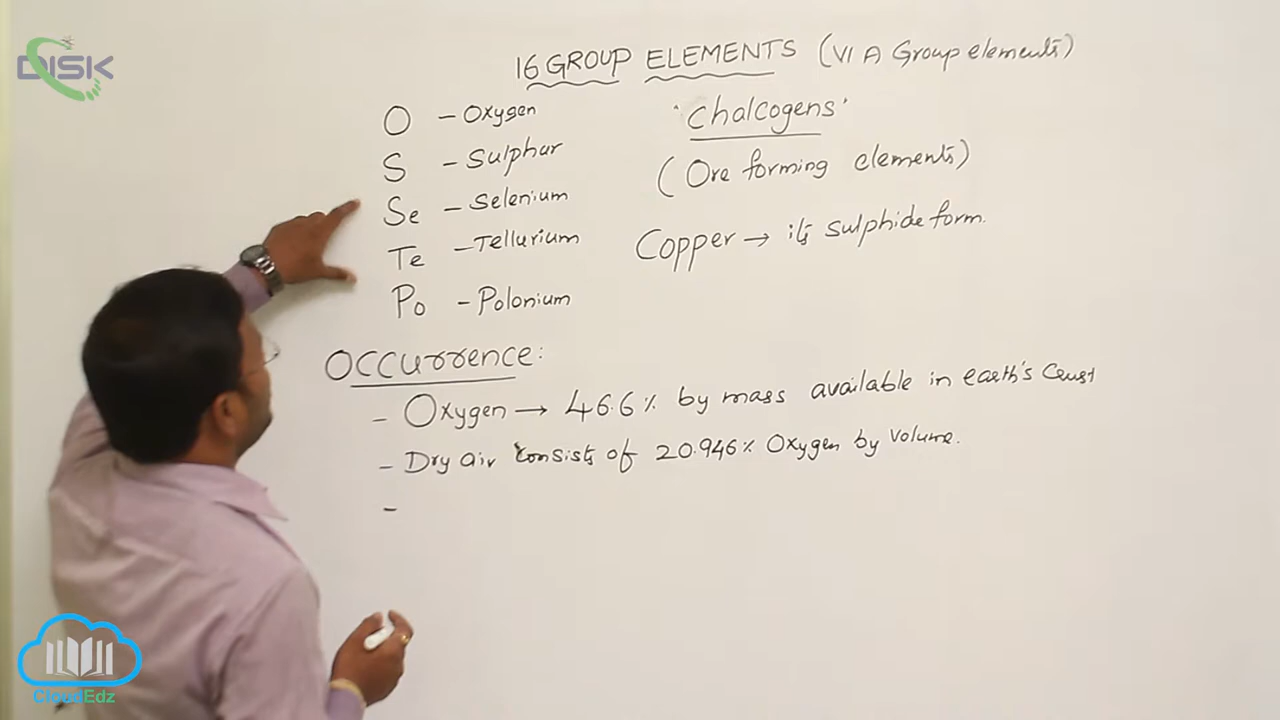 DISK
16 GROUP ELEMENTS (VI A Group elements)
O - Oxygen
'Chalcogens'
S - Sulphur
(Ore forming elements)
Se - Selenium
Te - Tellurium
Copper → its sulphide form.
Po - Polonium
Occurrence:
- Oxygen → 46.6% by mass available in earth's Crust
- Dry air consists of 20.946% Oxygen by volume.
-
CloudEdz